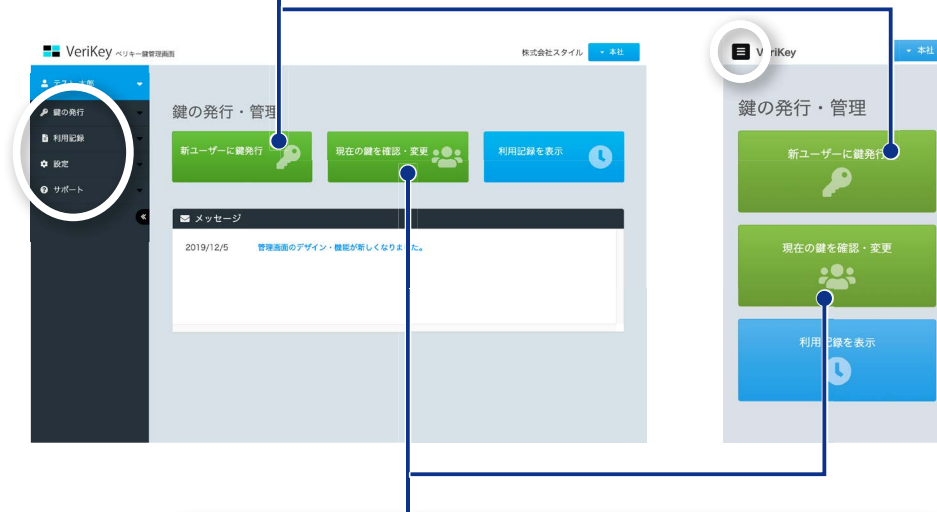 VeriKey ベリキー鍵管理画面
株式会社スタイル
本社
テスト太郎
鍵の発行
利用記録
設定
サポート
鍵の発行・管理
新ユーザーに鍵発行
現在の鍵を確認・変更
利用記録を表示
メッセージ
2019/12/5 管理画面のデザイン・機能が新しくなりました。
VeriKey
本社
鍵の発行・管理
新ユーザーに鍵発行
現在の鍵を確認・変更
利用記録を表示